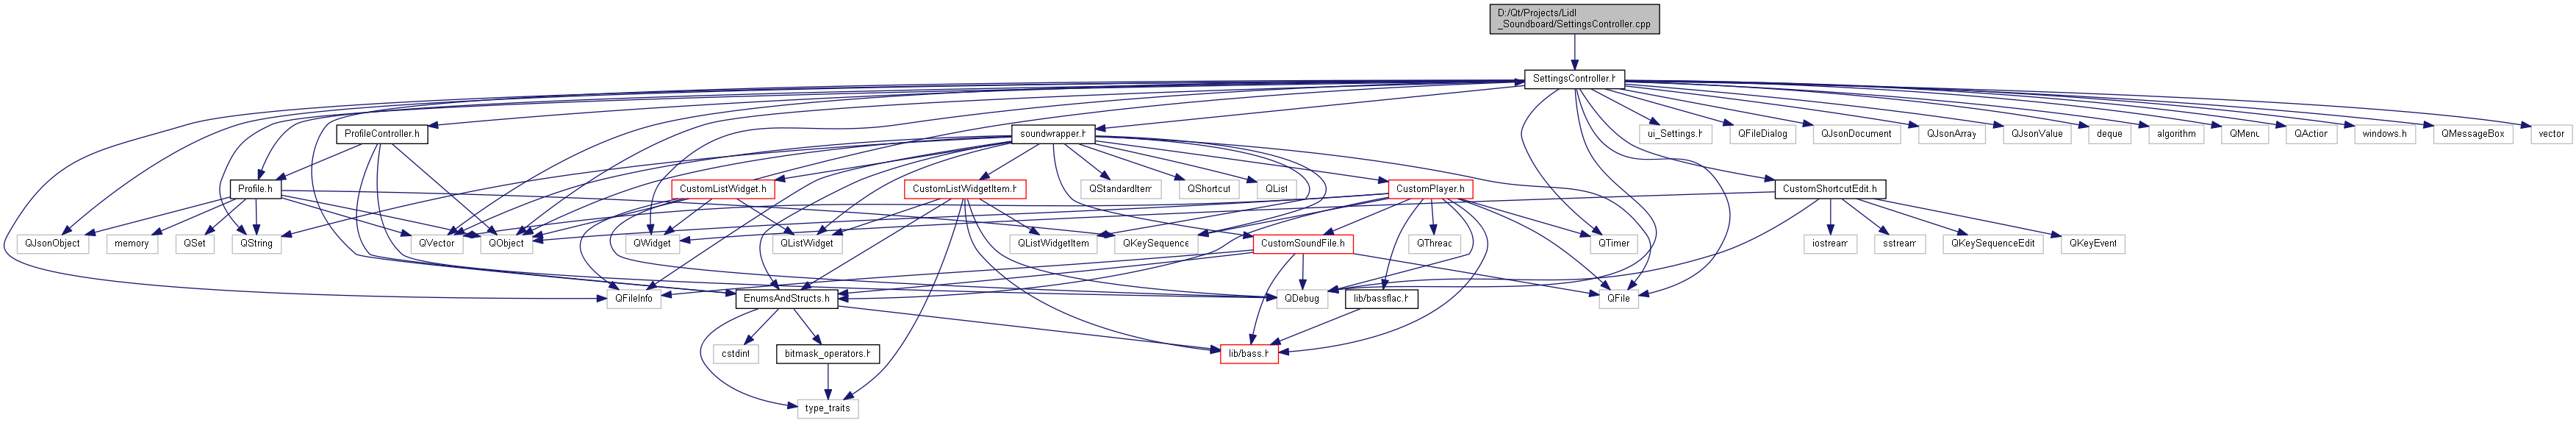 D:/Qt/Projects/Lidl
_Soundboard/SettingsController.cpp
SettingsController.h
ProfileController.h
soundwrapper.h
ui_Settings.h
QFileDialog
QJsonDocument
QJsonArray
QJsonValue
deque
algorithm
QMenu
QAction
windows.h
QMessageBox
vector
Profile.h
CustomListWidget.h
CustomListWidgetItem.h
QStandardItem
QShortcut
QList
CustomPlayer.h
CustomShortcutEdit.h
QJsonObject
memory
QSet
QString
QVector
QObject
QWidget
QListWidget
QListWidgetItem
QKeySequence
CustomSoundFile.h
QThread
QTimer
iostream
sstream
QKeySequenceEdit
QKeyEvent
QFileInfo
EnumsAndStructs.h
QDebug
lib/bassflac.h
QFile
cstdint
bitmask_operators.h
lib/bass.h
type_traits